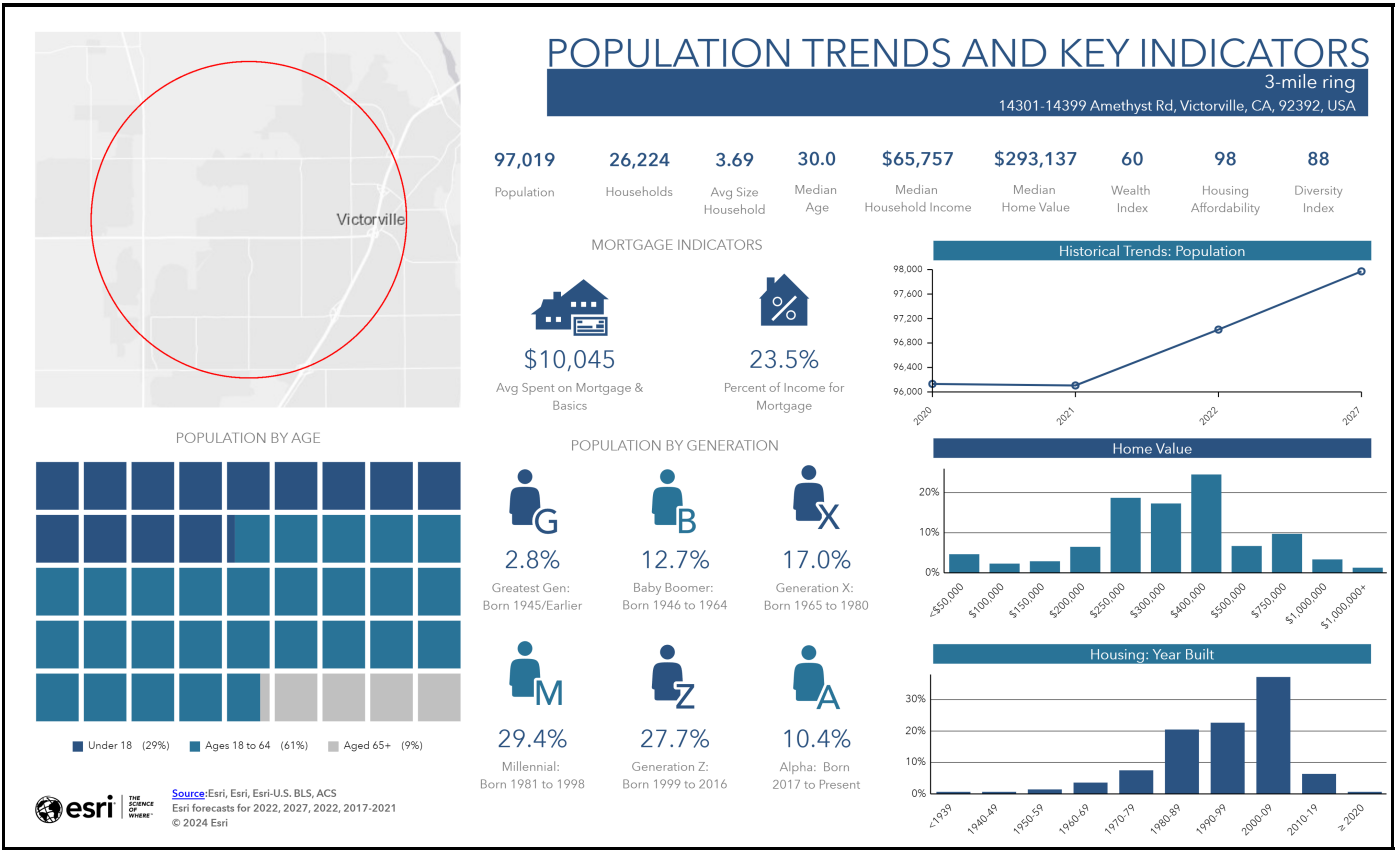 POPULATION TRENDS AND KEY INDICATORS
3-mile ring
14301-14399 Amethyst Rd, Victorville, CA, 92392, USA
Victorville
97,019
Population
26,224
Households
3.69
Avg Size
Household
30.0
Median
Age
$65,757
Median
Household Income
$293,137
Median
Home Value
60
Wealth
Index
98
Housing
Affordability
88
Diversity
Index
MORTGAGE INDICATORS
$10,045
Avg Spent on Mortgage &
Basics
23.5%
Percent of Income for
Mortgage
Historical Trends: Population
98,000
97,600
97,200
96,800
96,400
96,000
2020
2021
2022
2027
POPULATION BY AGE
Under 18 (29%)
Ages 18 to 64 (61%)
Aged 65+ (9%)
POPULATION BY GENERATION
G
2.8%
Greatest Gen:
Born 1945/Earlier
B
12.7%
Baby Boomer:
Born 1946 to 1964
X
17.0%
Generation X:
Born 1965 to 1980
M
29.4%
Millennial:
Born 1981 to 1998
Z
27.7%
Generation Z:
Born 1999 to 2016
A
10.4%
Alpha: Born
2017 to Present
Home Value
20%
10%
0%
<$50,000
$100,000
$150,000
$200,000
$250,000
$300,000
$400,000
$500,000
$750,000
$1,000,000
$1,000,000+
Housing: Year Built
30%
20%
10%
0%
<1939
1940-49
1950-59
1960-69
1970-79
1980-89
1990-99
2000-09
2010-19
≥ 2020
esri
THE
SCIENCE
OF
WHERE™
Source:Esri, Esri, Esri-U.S. BLS, ACS
Esri forecasts for 2022, 2027, 2022, 2017-2021
© 2024 Esri